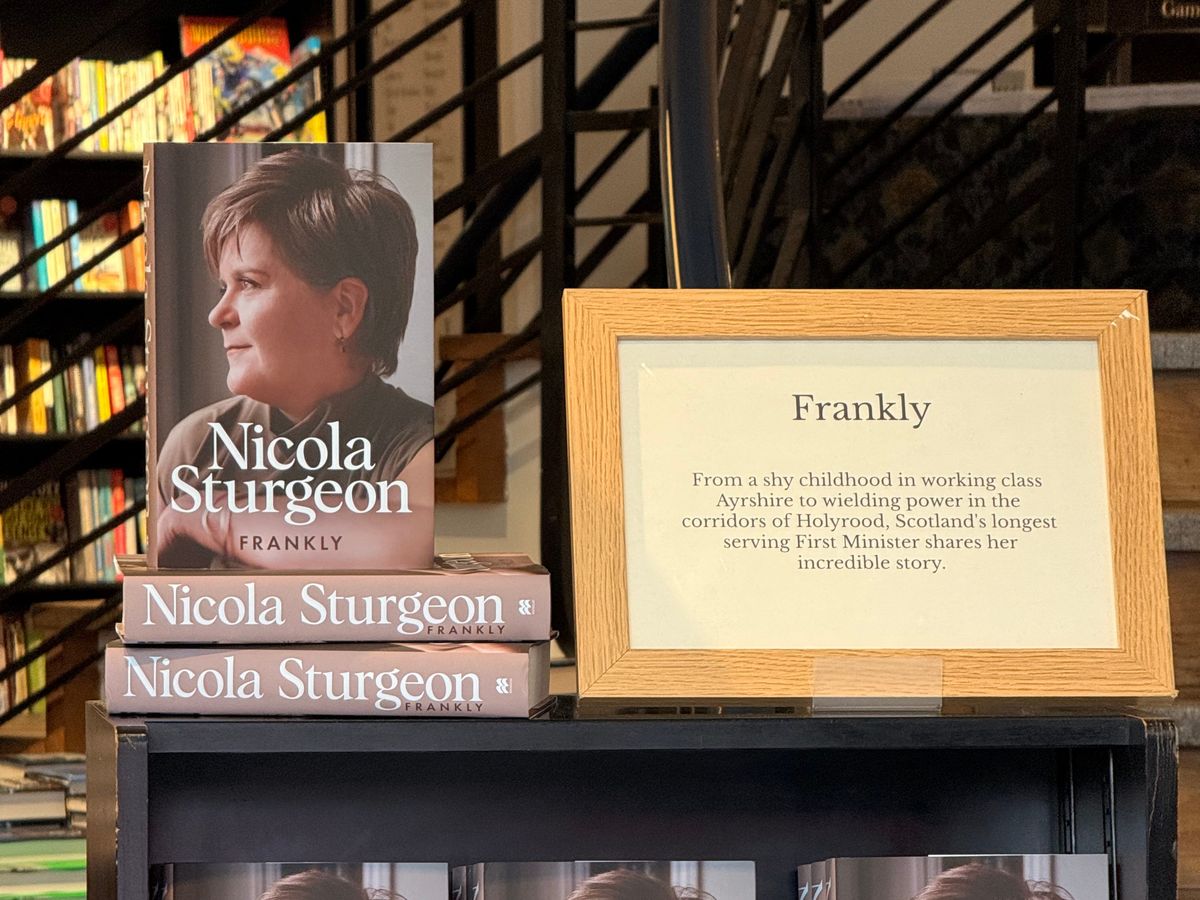 Nicola
Sturgeon
FRANKLY
Nicola Sturgeon
FRANKLY
Nicola Sturgeon
FRANKLY
Frankly
From a shy childhood in working class
Ayrshire to wielding power in the
corridors of Holyrood, Scotland's longest
serving First Minister shares her
incredible story.